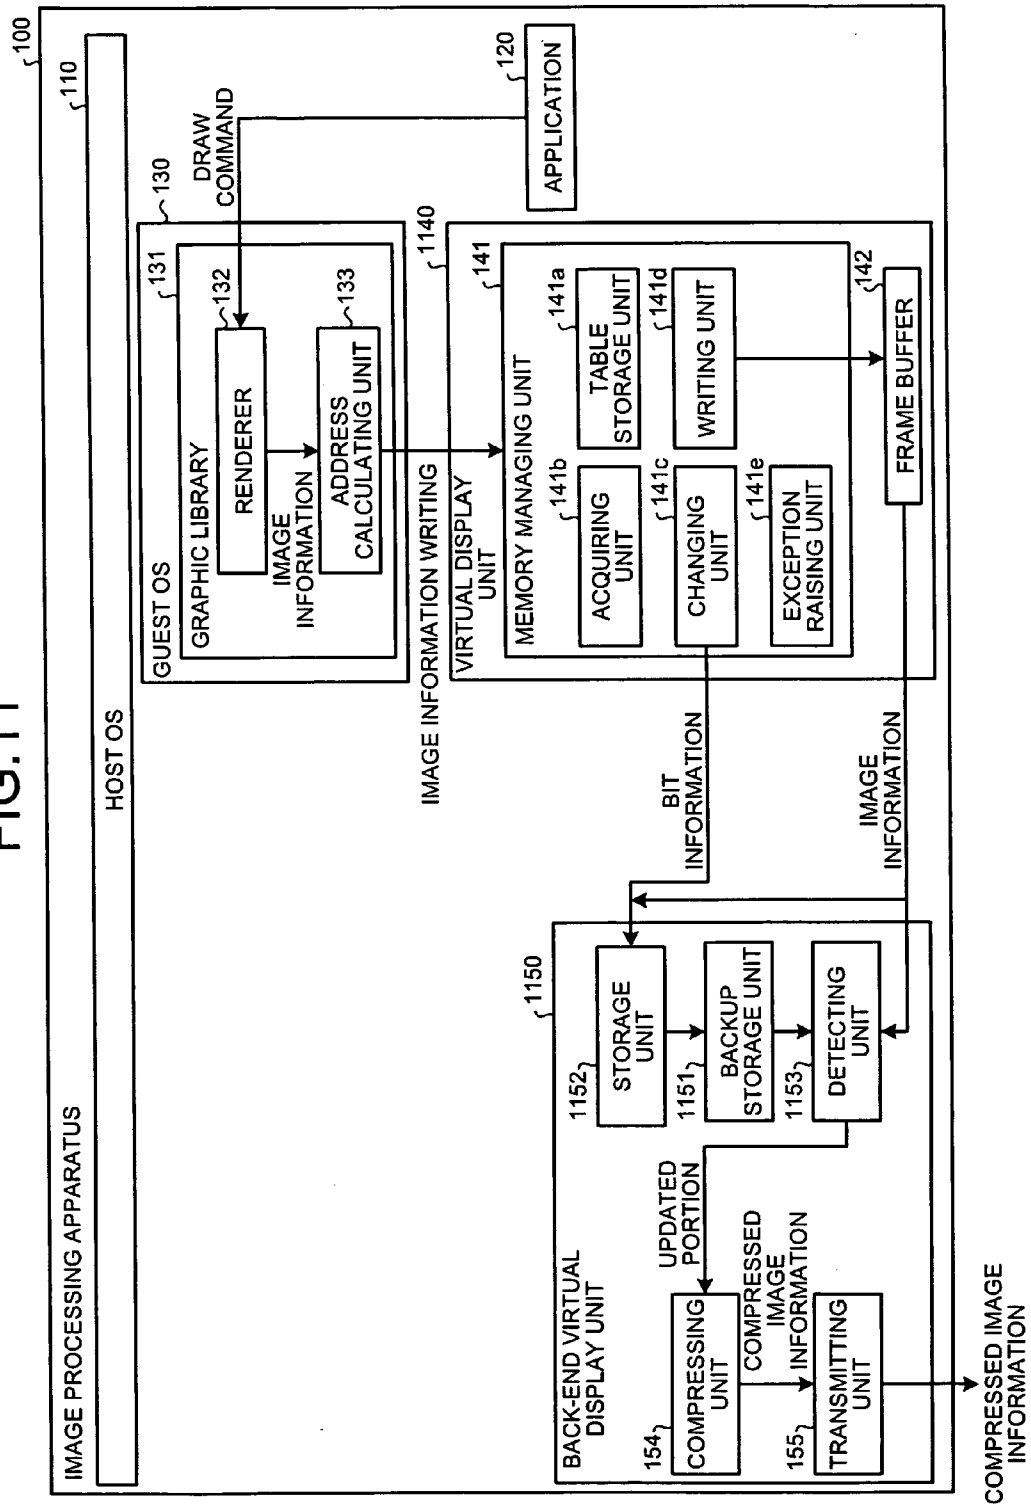 FIG.11
100
IMAGE PROCESSING APPARATUS
110
HOST OS
130
GUEST OS
131
GRAPHIC LIBRARY
132
RENDERER
IMAGE
INFORMATION
133
ADDRESS
CALCULATING UNIT
DRAW
COMMAND
120
APPLICATION
IMAGE INFORMATION WRITING
1140
VIRTUAL DISPLAY
UNIT
141
MEMORY MANAGING UNIT
141b
ACQUIRING
UNIT
141a
TABLE
STORAGE UNIT
141c
CHANGING
UNIT
141d
WRITING UNIT
141e
EXCEPTION
RAISING UNIT
142
FRAME BUFFER
BIT
INFORMATION
IMAGE
INFORMATION
1150
BACK-END VIRTUAL
DISPLAY UNIT
1152
STORAGE
UNIT
1151
BACKUP
STORAGE UNIT
1153
DETECTING
UNIT
UPDATED
PORTION
154
COMPRESSING
UNIT
COMPRESSED
IMAGE
INFORMATION
155
TRANSMITTING
UNIT
COMPRESSED IMAGE
INFORMATION